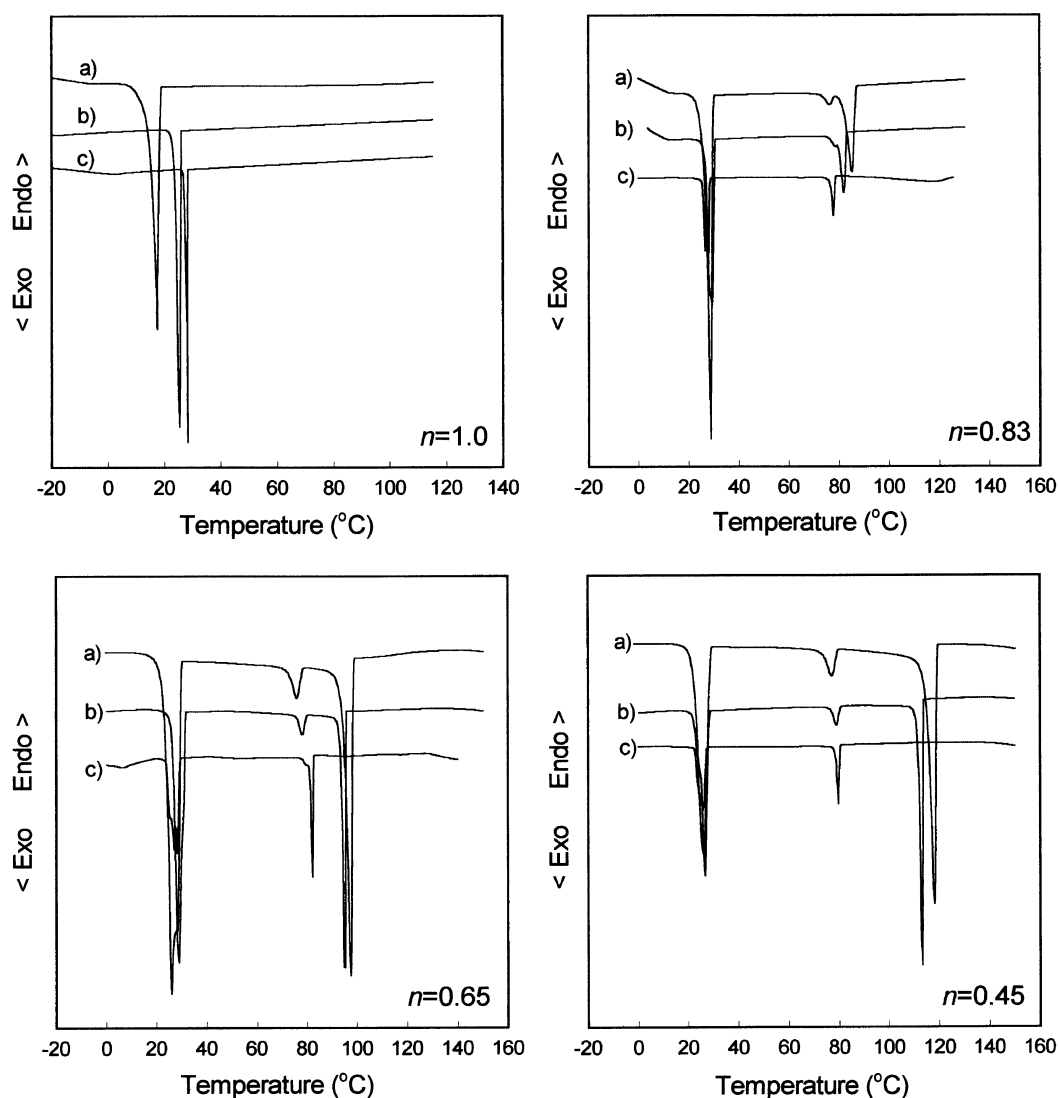 a)
b)
c)
< Exo Endo >
n=1.0
-20 0 20 40 60 80 100 120 140
Temperature (°C)
a)
b)
c)
< Exo Endo >
n=0.83
-20 0 20 40 60 80 100 120 140 160
Temperature (°C)
a)
b)
c)
< Exo Endo >
n=0.65
-20 0 20 40 60 80 100 120 140 160
Temperature (°C)
a)
b)
c)
< Exo Endo >
n=0.45
-20 0 20 40 60 80 100 120 140 160
Temperature (°C)